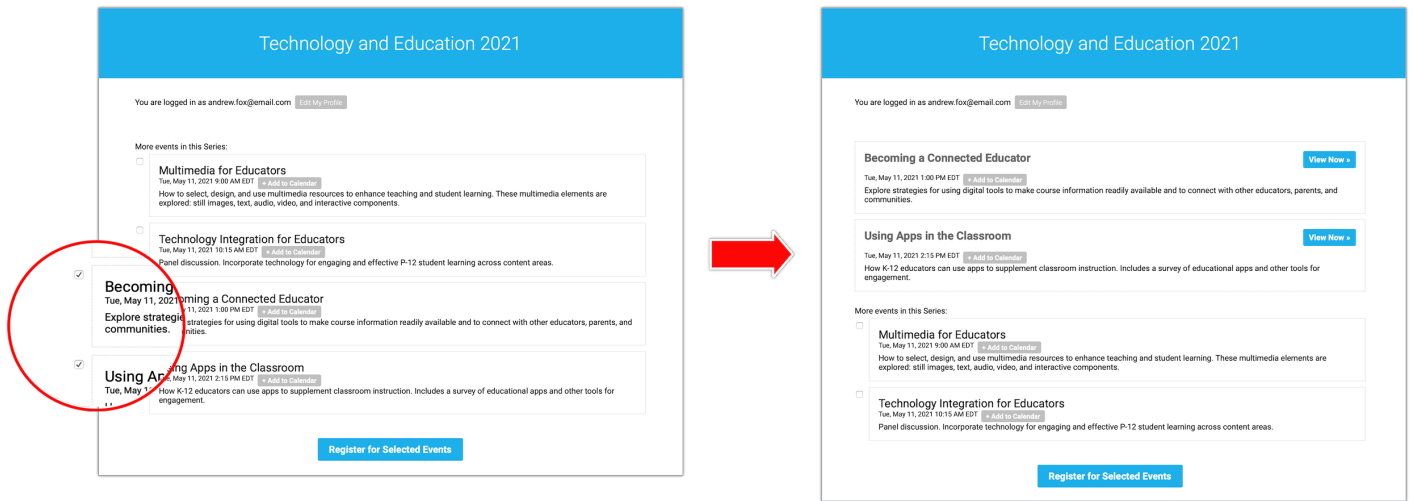 Technology and Education 2021
You are logged in as andrew.fox@email.com Edit My Profile
More events in this Series:
Multimedia for Educators
Tue, May 11, 2021 9:00 AM EDT + Add to Calendar
How to select, design, and use multimedia resources to enhance teaching and student learning. These multimedia elements are
explored: still images, text, audio, video, and interactive components.
Technology Integration for Educators
Tue, May 11, 2021 10:15 AM EDT + Add to Calendar
Panel discussion. Incorporate technology for engaging and effective P-12 student learning across content areas.
Becoming
Tue, May 11, 2021
Explore strategie
communities.
oming a Connected Educator
11, 2021 1:00 PM EDT + Add to Calendar
strategies for using digital tools to make course information readily available and to connect with other educators, parents, and
nities.
Using Ap
Tue, May 1
ing Apps in the Classroom
May 11, 2021 2:15 PM EDT + Add to Calendar
How K-12 educators can use apps to supplement classroom instruction. Includes a survey of educational apps and other tools for
engagement.
Register for Selected Events
Technology and Education 2021
You are logged in as andrew.fox@email.com Edit My Profile
Becoming a Connected Educator
View Now »
Tue, May 11, 2021 1:00 PM EDT + Add to Calendar
Explore strategies for using digital tools to make course information readily available and to connect with other educators, parents, and
communities.
Using Apps in the Classroom
View Now »
Tue, May 11, 2021 2:15 PM EDT + Add to Calendar
How K-12 educators can use apps to supplement classroom instruction. Includes a survey of educational apps and other tools for
engagement.
More events in this Series:
Multimedia for Educators
Tue, May 11, 2021 9:00 AM EDT + Add to Calendar
How to select, design, and use multimedia resources to enhance teaching and student learning. These multimedia elements are
explored: still images, text, audio, video, and interactive components.
Technology Integration for Educators
Tue, May 11, 2021 10:15 AM EDT + Add to Calendar
Panel discussion. Incorporate technology for engaging and effective P-12 student learning across content areas.
Register for Selected Events